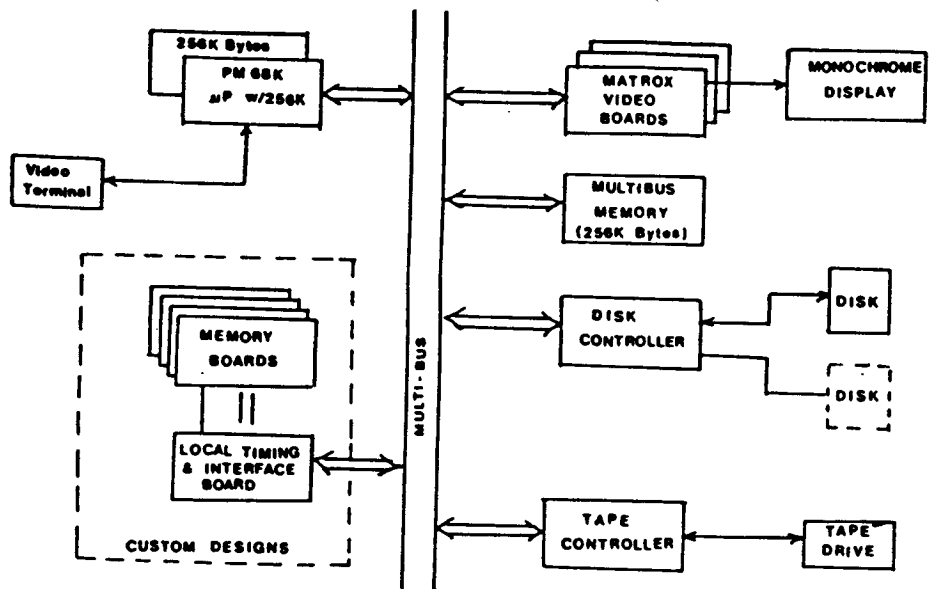 256K Bytes
PM 68K
µP w/256K
Video
Terminal
MEMORY
BOARDS
LOCAL TIMING
& INTERFACE
BOARD
CUSTOM DESIGNS
MULTI-BUS
MATROX
VIDEO
BOARDS
MONOCHROME
DISPLAY
MULTIBUS
MEMORY
(256K Bytes)
DISK
CONTROLLER
DISK
DISK
TAPE
CONTROLLER
TAPE
DRIVE